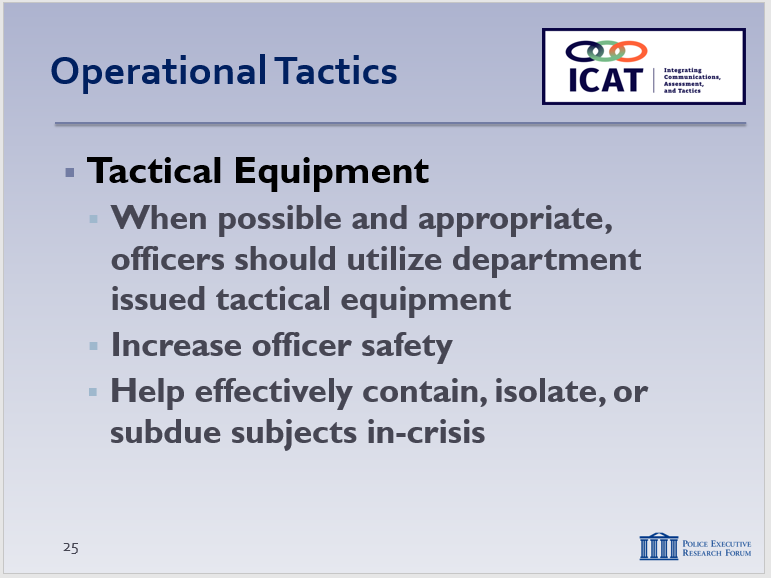 Operational Tactics
ICAT
Integrating
Communications,
Assessment,
and Tactics
Tactical Equipment
When possible and appropriate,
officers should utilize department
issued tactical equipment
Increase officer safety
Help effectively contain, isolate, or
subdue subjects in-crisis
25
POLICE EXECUTIVE
RESEARCH FORUM